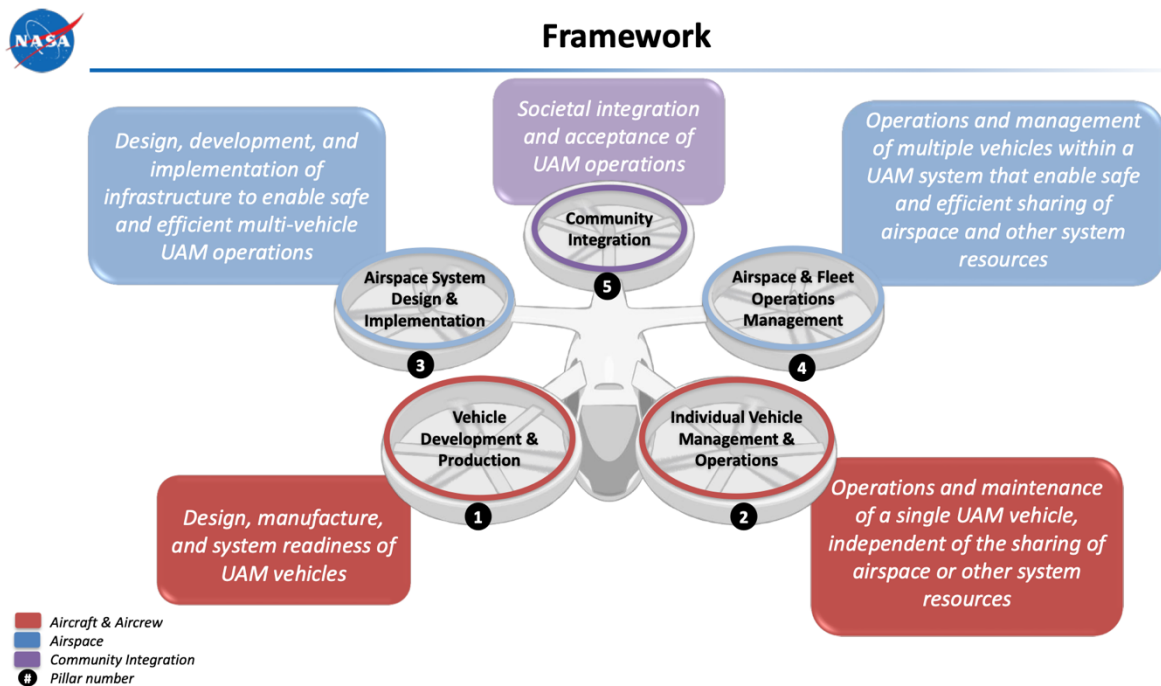 NASA
Framework
Design, development, and
implementation of
infrastructure to enable safe
and efficient multi-vehicle
UAM operations
Societal integration
and acceptance of
UAM operations
Operations and management
of multiple vehicles within a
UAM system that enable safe
and efficient sharing of
airspace and other system
resources
Community
Integration
5
Airspace System
Design &
Implementation
3
Airspace & Fleet
Operations
Management
4
Vehicle
Development &
Production
1
Individual Vehicle
Management &
Operations
2
Design, manufacture,
and system readiness of
UAM vehicles
Operations and maintenance
of a single UAM vehicle,
independent of the sharing of
airspace or other system
resources
Aircraft & Aircrew
Airspace
Community Integration
# Pillar number